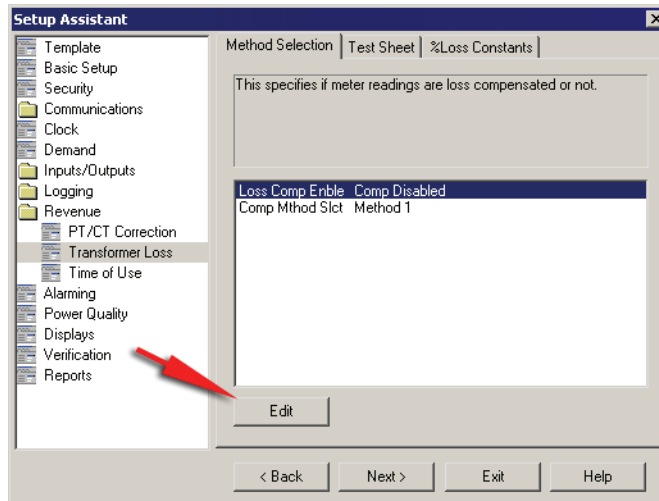 Setup Assistant
Template
Basic Setup
Security
Communications
Clock
Demand
Inputs/Outputs
Logging
Revenue
PT/CT Correction
Transformer Loss
Time of Use
Alarming
Power Quality
Displays
Verification
Reports
Method Selection Test Sheet %Loss Constants
This specifies if meter readings are loss compensated or not.
Loss Comp Enble Comp Disabled
Comp Mthod Slct Method 1
Edit
< Back Next > Exit Help